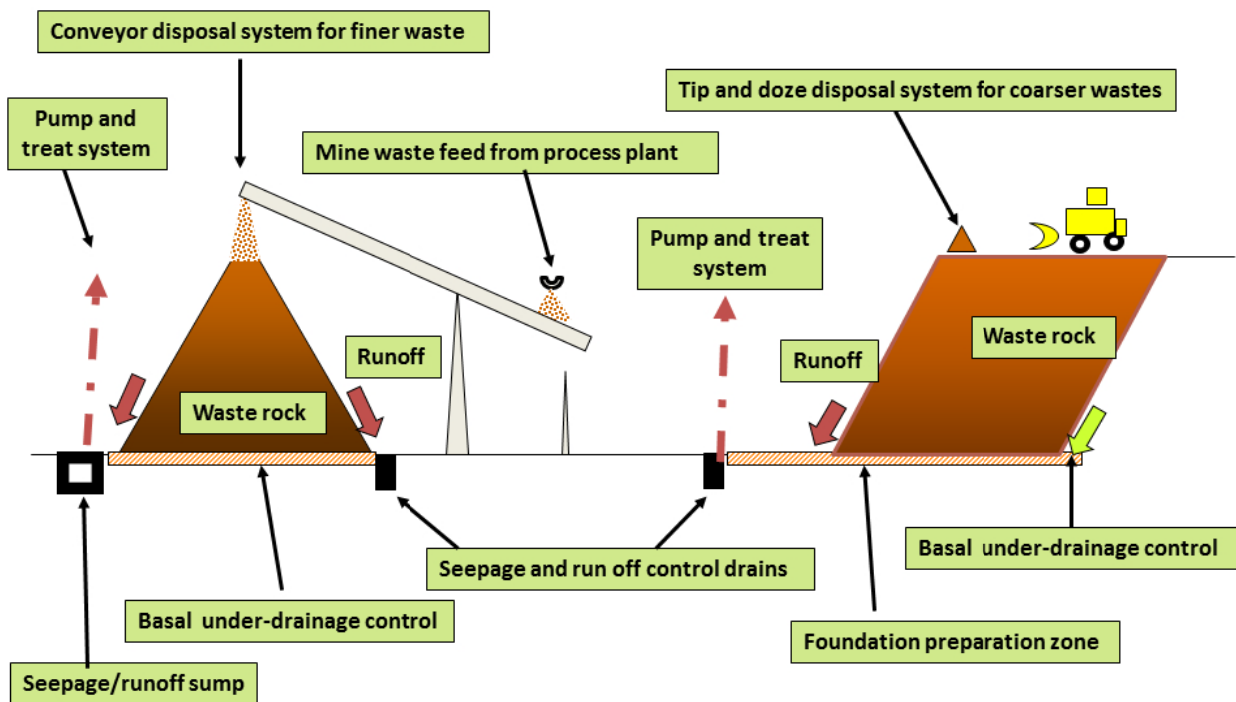 Conveyor disposal system for finer waste
Tip and doze disposal system for coarser wastes
Pump and
treat system
Mine waste feed from process plant
Pump and treat
system
Waste rock
Runoff
Runoff
Waste rock
Basal  under-drainage control
Seepage and run off control drains
Basal  under-drainage control
Foundation preparation zone
Seepage/runoff sump